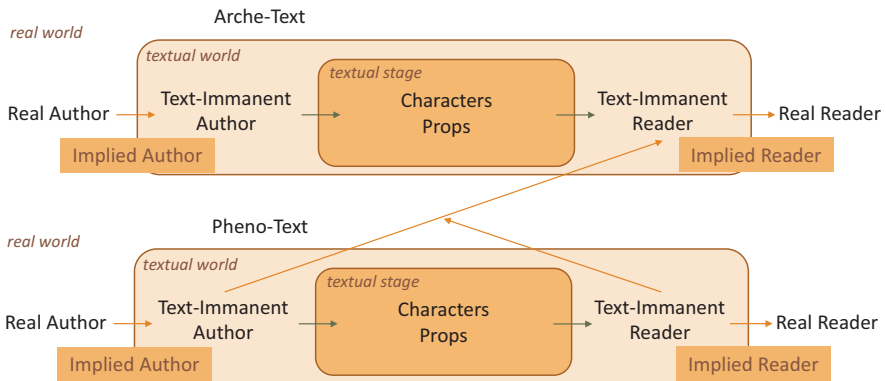 Arche-Text
real world
textual world
textual stage
Real Author
Text-Immanent
Author
Characters
Props
Text-Immanent
Reader
Real Reader
Implied Author
Implied Reader
Pheno-Text
real world
textual world
textual stage
Real Author
Text-Immanent
Author
Characters
Props
Text-Immanent
Reader
Real Reader
Implied Author
Implied Reader